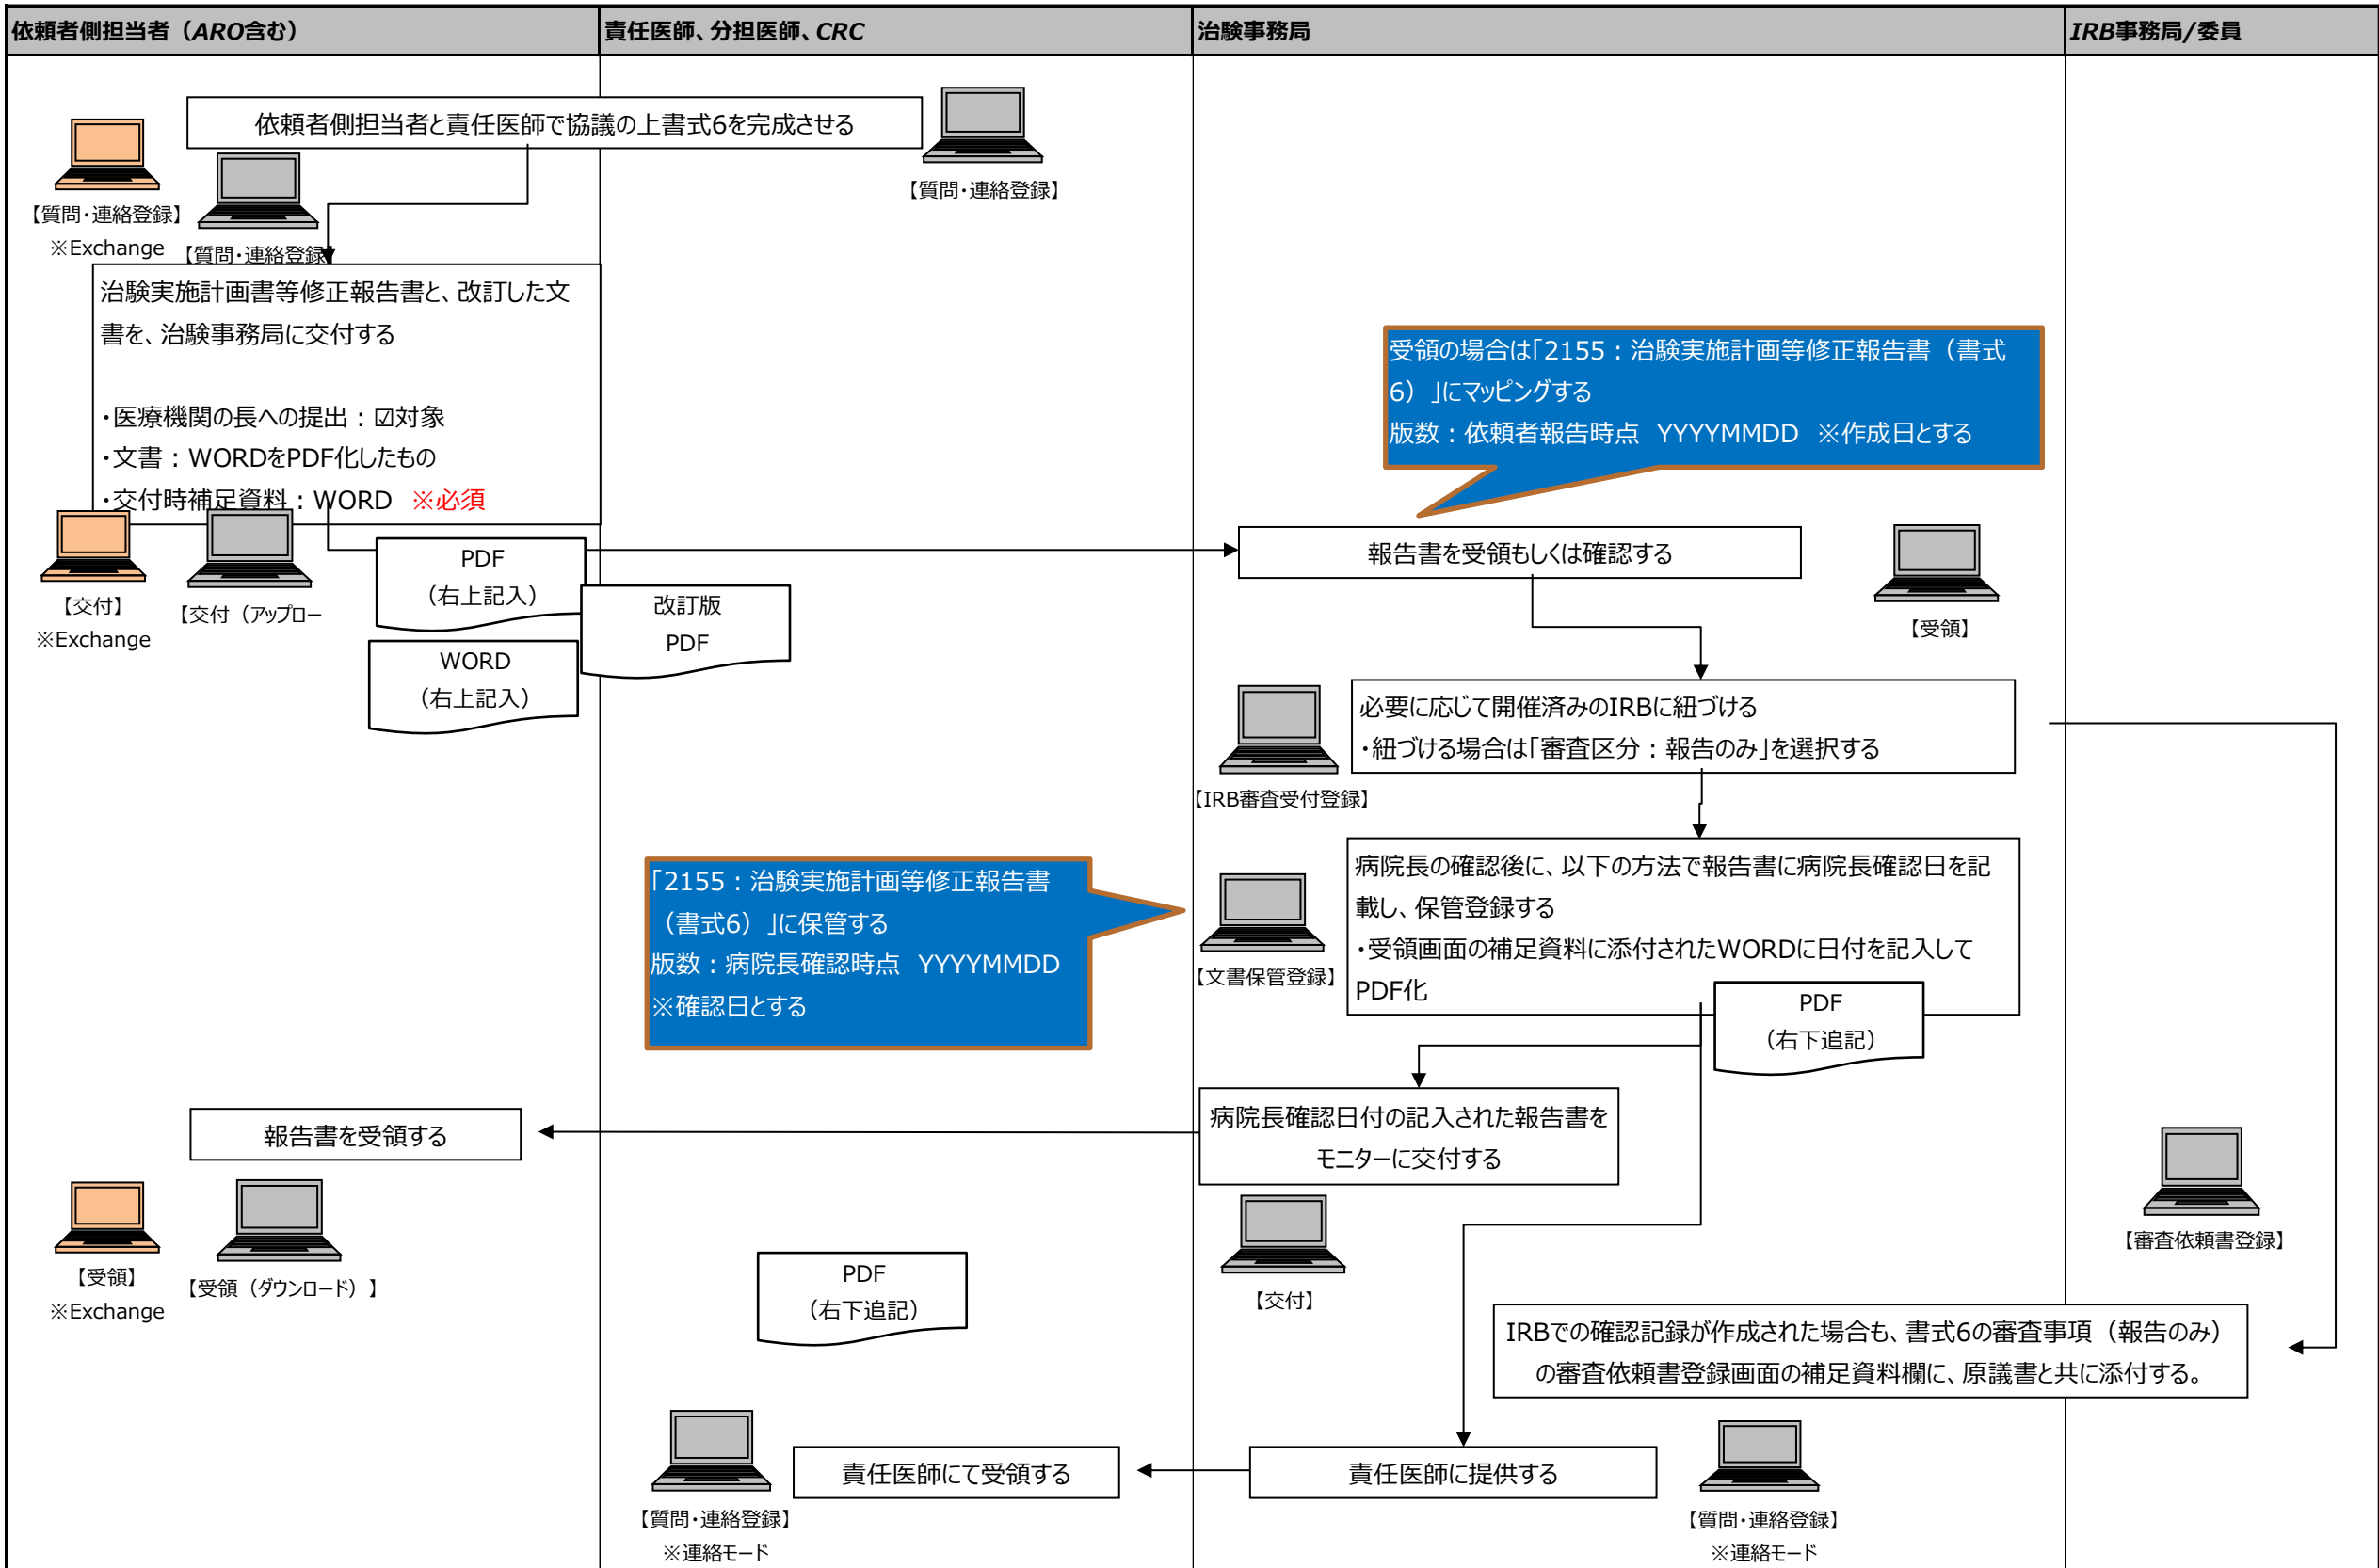 依頼者側担当者（ARO含む）
責任医師、分担医師、CRC
治験事務局
IRB事務局/委員
依頼者側担当者と責任医師で協議の上書式6を完成させる
【質問・連絡登録】
※Exchange
【質問・連絡登録
【質問・連絡登録】
治験実施計画書等修正報告書と、改訂した文
書を、治験事務局に交付する
・医療機関の長への提出：☑対象
・文書：WORDをPDF化したもの
・交付時補足資料：WORD　※必須
【交付】
※Exchange
【交付（アップロー
PDF
（右上記入）
改訂版
PDF
WORD
（右上記入）
受領の場合は「2155：治験実施計画等修正報告書（書式
6）」にマッピングする
版数：依頼者報告時点　YYYYMMDD　※作成日とする
報告書を受領もしくは確認する
【受領】
必要に応じて開催済みのIRBに紐づける
・紐づける場合は「審査区分：報告のみ」を選択する
【IRB審査受付登録】
「2155：治験実施計画等修正報告書
（書式6）」に保管する
版数：病院長確認時点　YYYYMMDD
※確認日とする
病院長の確認後に、以下の方法で報告書に病院長確認日を記
載し、保管登録する
・受領画面の補足資料に添付されたWORDに日付を記入して
PDF化
【文書保管登録】
PDF
（右下追記）
病院長確認日付の記入された報告書を
モニターに交付する
【交付】
報告書を受領する
【受領】
※Exchange
【受領（ダウンロード）】
PDF
（右下追記）
【審査依頼書登録】
IRBでの確認記録が作成された場合も、書式6の審査事項（報告のみ）
の審査依頼書登録画面の補足資料欄に、原議書と共に添付する。
責任医師に提供する
【質問・連絡登録】
※連絡モード
責任医師にて受領する
【質問・連絡登録】
※連絡モード